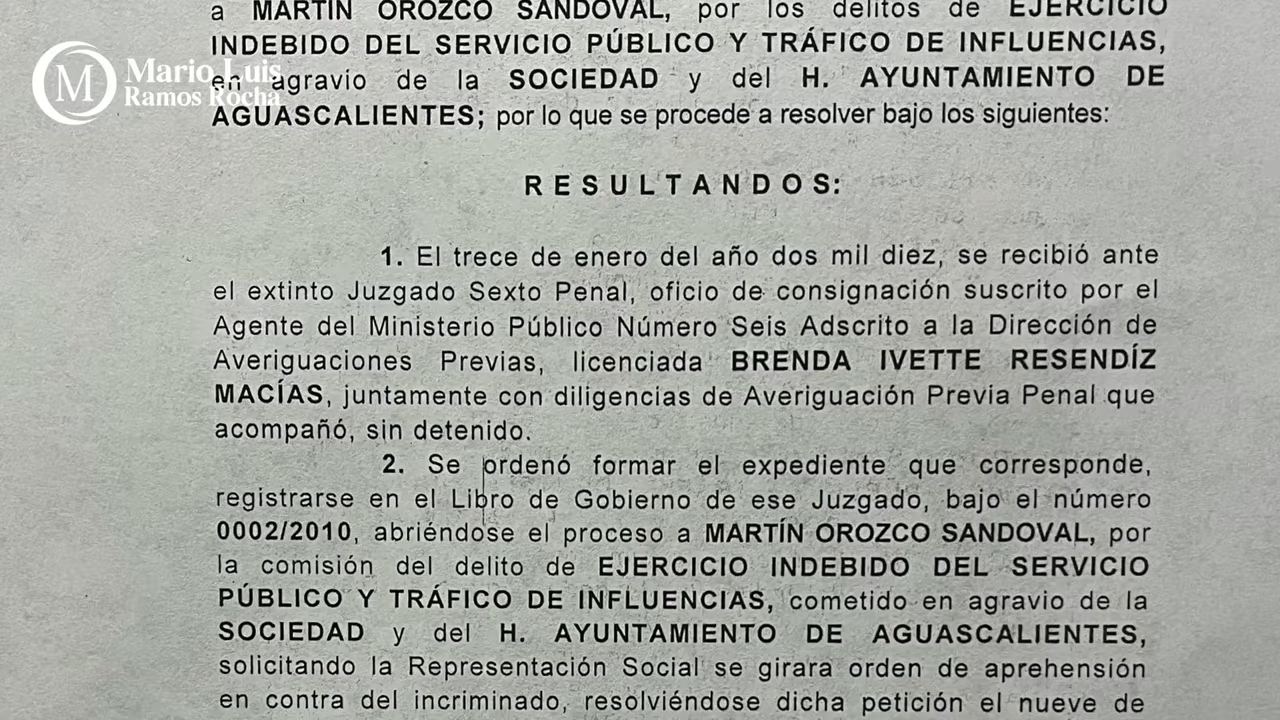 a MARTÍN OROZCO SANDOVAL, por los delitos de EJERCICIO
INDEBIDO DEL SERVICIO PÚBLICO Y TRÁFICO DE INFLUENCIAS,
en agravio de la SOCIEDAD y del H. AYUNTAMIENTO DE
AGUASCALIENTES; por lo que se procede a resolver bajo los siguientes:
M Mario Luis
Ramos Rocha
RESULTANDOS:
1. El trece de enero del año dos mil diez, se recibió ante
el extinto Juzgado Sexto Penal, oficio de consignación suscrito por el
Agente del Ministerio Público Número Seis Adscrito a la Dirección de
Averiguaciones Previas, licenciada BRENDA IVETTE RESENDÍZ
MACÍAS, juntamente con diligencias de Averiguación Previa Penal que
acompañó, sin detenido.
2. Se ordenó formar el expediente que corresponde,
registrarse en el Libro de Gobierno de ese Juzgado, bajo el número
0002/2010, abriéndose el proceso a MARTÍN OROZCO SANDOVAL, por
la comisión del delito de EJERCICIO INDEBIDO DEL SERVICIO
PÚBLICO Y TRÁFICO DE INFLUENCIAS, cometido en agravio de la
SOCIEDAD y del H. AYUNTAMIENTO DE AGUASCALIENTES,
solicitando la Representación Social se girara orden de aprehensión
en contra del incriminado, resolviéndose dicha petición el nueve de